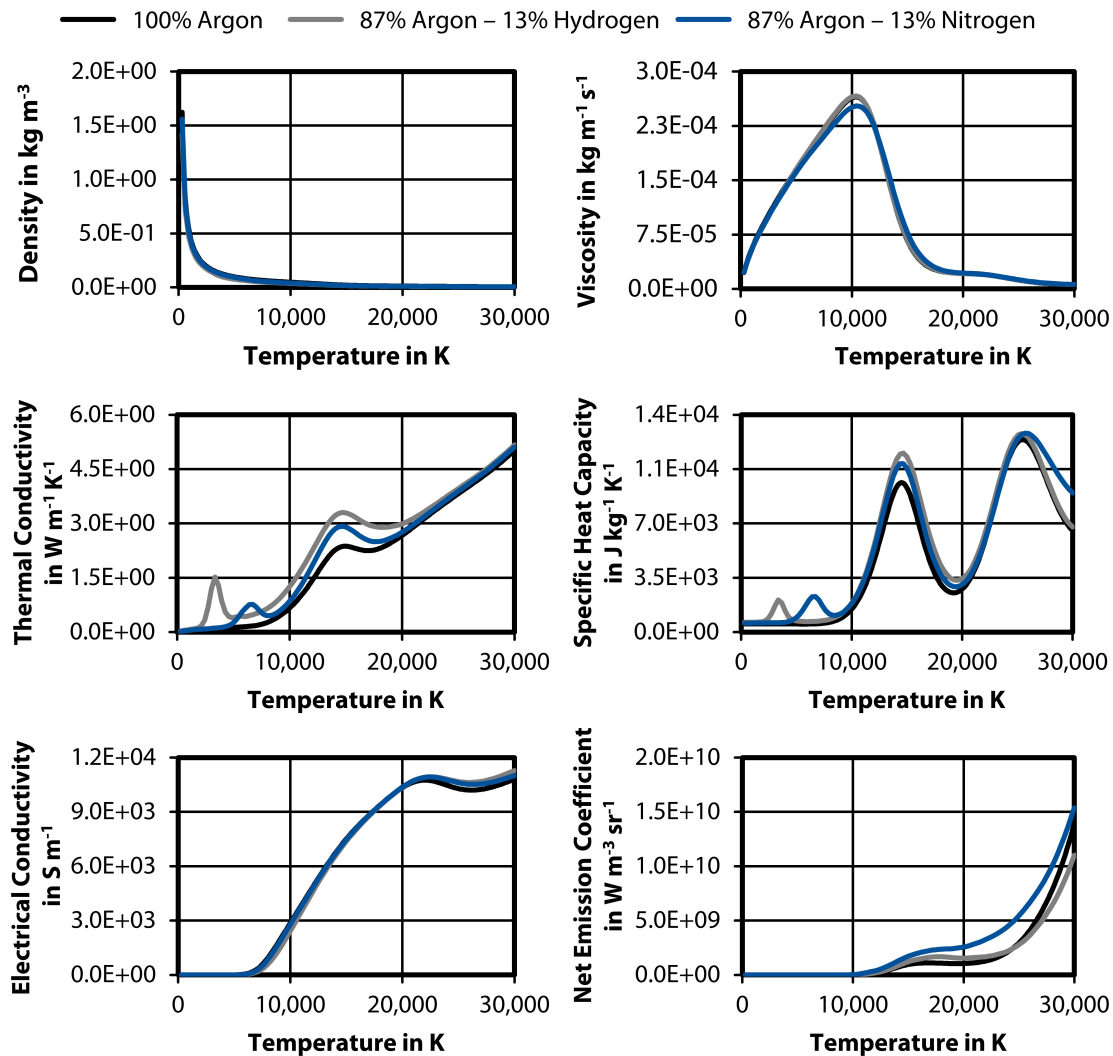 100% Argon 87% Argon – 13% Hydrogen 87% Argon – 13% Nitrogen
Density in kg m⁻³
2.0E+00
1.5E+00
1.0E+00
5.0E-01
0.0E+00
0 10,000 20,000 30,000
Temperature in K
Viscosity in kg m⁻¹ s⁻¹
3.0E-04
2.3E-04
1.5E-04
7.5E-05
0.0E+00
0 10,000 20,000 30,000
Temperature in K
Thermal Conductivity
in W m⁻¹ K⁻¹
6.0E+00
4.5E+00
3.0E+00
1.5E+00
0.0E+00
0 10,000 20,000 30,000
Temperature in K
Specific Heat Capacity
in J kg⁻¹ K⁻¹
1.4E+04
1.1E+04
7.0E+03
3.5E+03
0.0E+00
0 10,000 20,000 30,000
Temperature in K
Electrical Conductivity
in S m⁻¹
1.2E+04
9.0E+03
6.0E+03
3.0E+03
0.0E+00
0 10,000 20,000 30,000
Temperature in K
Net Emission Coefficient
in W m⁻³ sr⁻¹
2.0E+10
1.5E+10
1.0E+10
5.0E+09
0.0E+00
0 10,000 20,000 30,000
Temperature in K